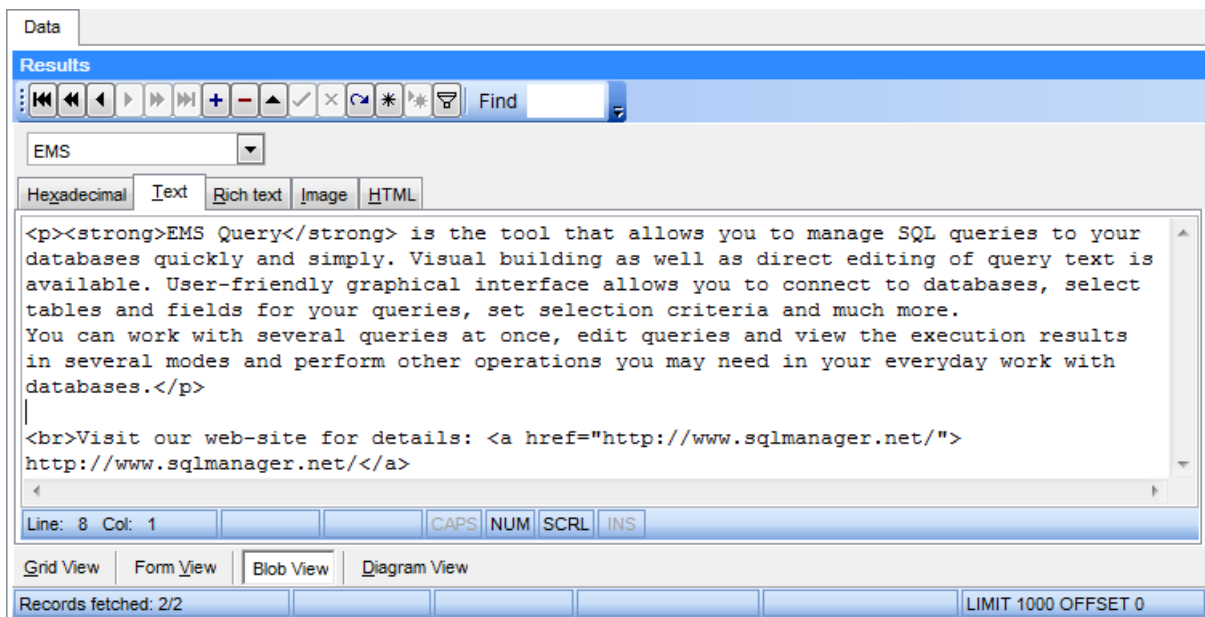 Data
Results
Find
EMS
Hexadecimal Text Rich text Image HTML
<p><strong>EMS Query</strong> is the tool that allows you to manage SQL queries to your
databases quickly and simply. Visual building as well as direct editing of query text is
available. User-friendly graphical interface allows you to connect to databases, select
tables and fields for your queries, set selection criteria and much more.
You can work with several queries at once, edit queries and view the execution results
in several modes and perform other operations you may need in your everyday work with
databases.</p>
<br>Visit our web-site for details: <a href="http://www.sqlmanager.net/">
http://www.sqlmanager.net/</a>
Line: 8 Col: 1 CAPS NUM SCRL INS
Grid View Form View Blob View Diagram View
Records fetched: 2/2 LIMIT 1000 OFFSET 0